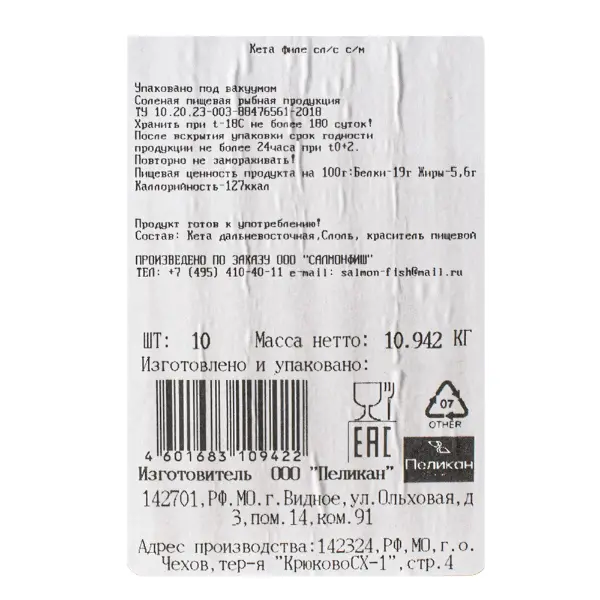 Кета филе сл/с с/м
Упаковано под вакуумом
Соленая пищевая рыбная продукция
ТУ 10.20.23-003-88476561-2018
Хранить при t-18С не более 180 суток!
После вскрытия упаковки срок годности
продукции не более 24часа при t0+2.
Повторно не замораживать!
Пищевая ценность продукта на 100г:Белки-19г Жиры-5,6г
Каллорийность-127ккал
Продукт готов к употреблению!
Состав: Кета дальневосточная,Слоль, краситель пищевой
ПРОИЗВЕДЕНО ПО ЗАКАЗУ ООО "САЛМОНФИШ"
ТЕЛ: +7 (495) 410-40-11 e-mail: salmon-fish@mail.ru
ШТ: 10 Масса нетто: 10.942 КГ
Изготовлено и упаковано:
4 601683 109422
EAC
07
OTHER
Пеликан
Изготовитель ООО "Пеликан"
142701,РФ,МО,г.Видное,ул.Ольховая,д
3,пом.14,ком.91
Адрес производства:142324,РФ,МО,г.о.
Чехов,тер-я "КрюковоСХ-1",стр.4